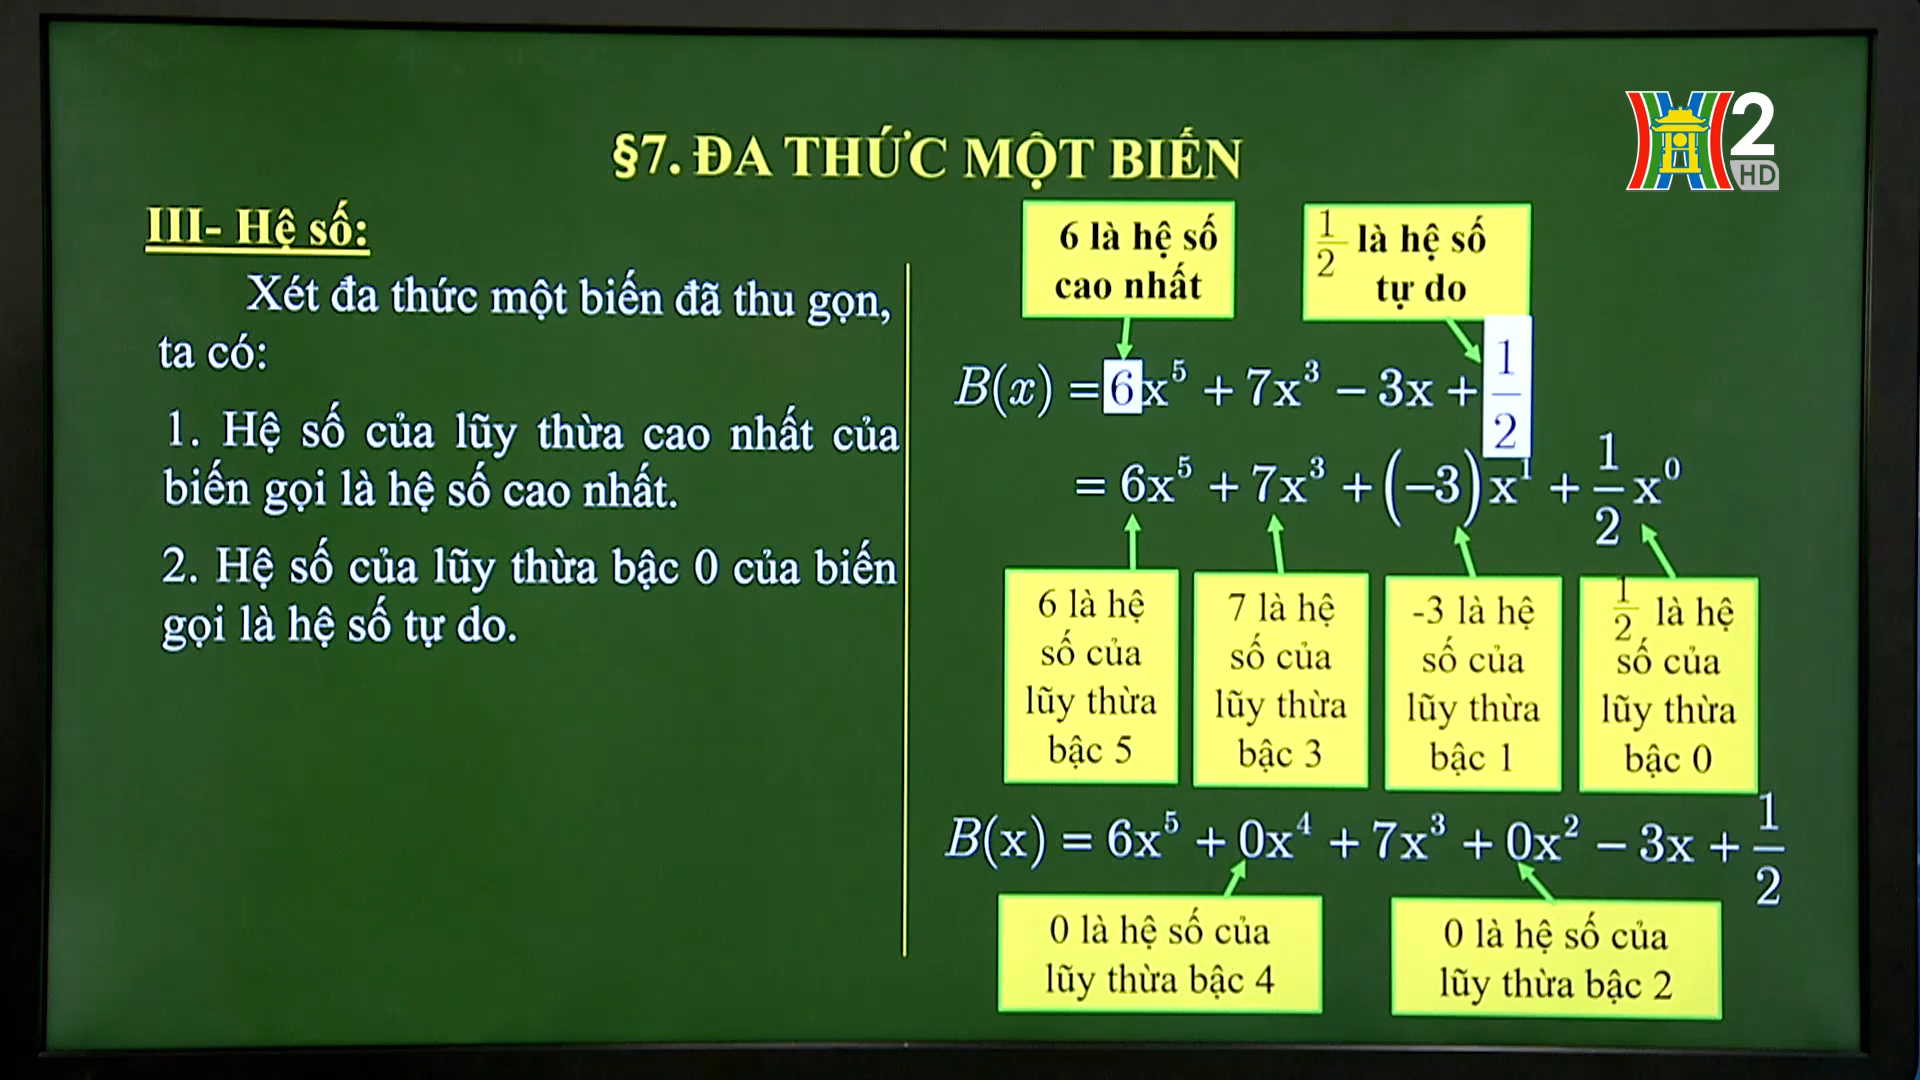 §7. ĐA THỨC MỘT BIẾN
2
HD
III- Hệ số:
Xét đa thức một biến đã thu gọn,
ta có:
1. Hệ số của lũy thừa cao nhất của
biến gọi là hệ số cao nhất.
2. Hệ số của lũy thừa bậc 0 của biến
gọi là hệ số tự do.
6 là hệ số
cao nhất
1/2 là hệ số
tự do
B(x) = 6x⁵ + 7x³ − 3x + 1/2
= 6x⁵ + 7x³ + (−3)x¹ + 1/2 x⁰
6 là hệ
số của
lũy thừa
bậc 5
7 là hệ
số của
lũy thừa
bậc 3
-3 là hệ
số của
lũy thừa
bậc 1
1/2 là hệ
số của
lũy thừa
bậc 0
B(x) = 6x⁵ + 0x⁴ + 7x³ + 0x² − 3x + 1/2
0 là hệ số của
lũy thừa bậc 4
0 là hệ số của
lũy thừa bậc 2